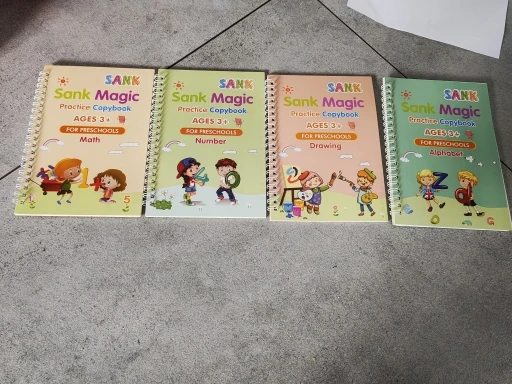 SANK
Sank Magic
Practice Copybook
AGES 3+
FOR PRESCHOOLS
Math
5
SANK
Sank Magic
Practice Copybook
AGES 3+
FOR PRESCHOOLS
Number
SANK
Sank Magic
Practice Copybook
AGES 3+
FOR PRESCHOOLS
Drawing
SANK
Sank Magic
Practice Copybook
AGES 3+
FOR PRESCHOOLS
Alphabet
Z